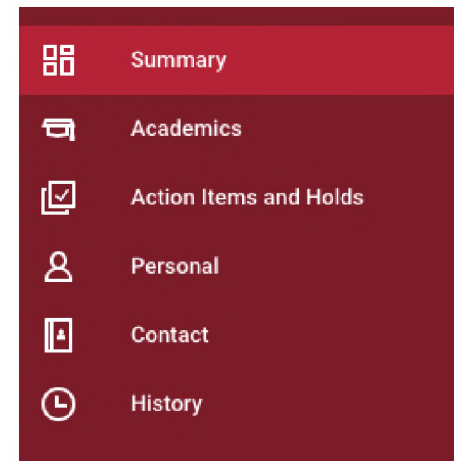 Summary
Academics
Action Items and Holds
Personal
Contact
History